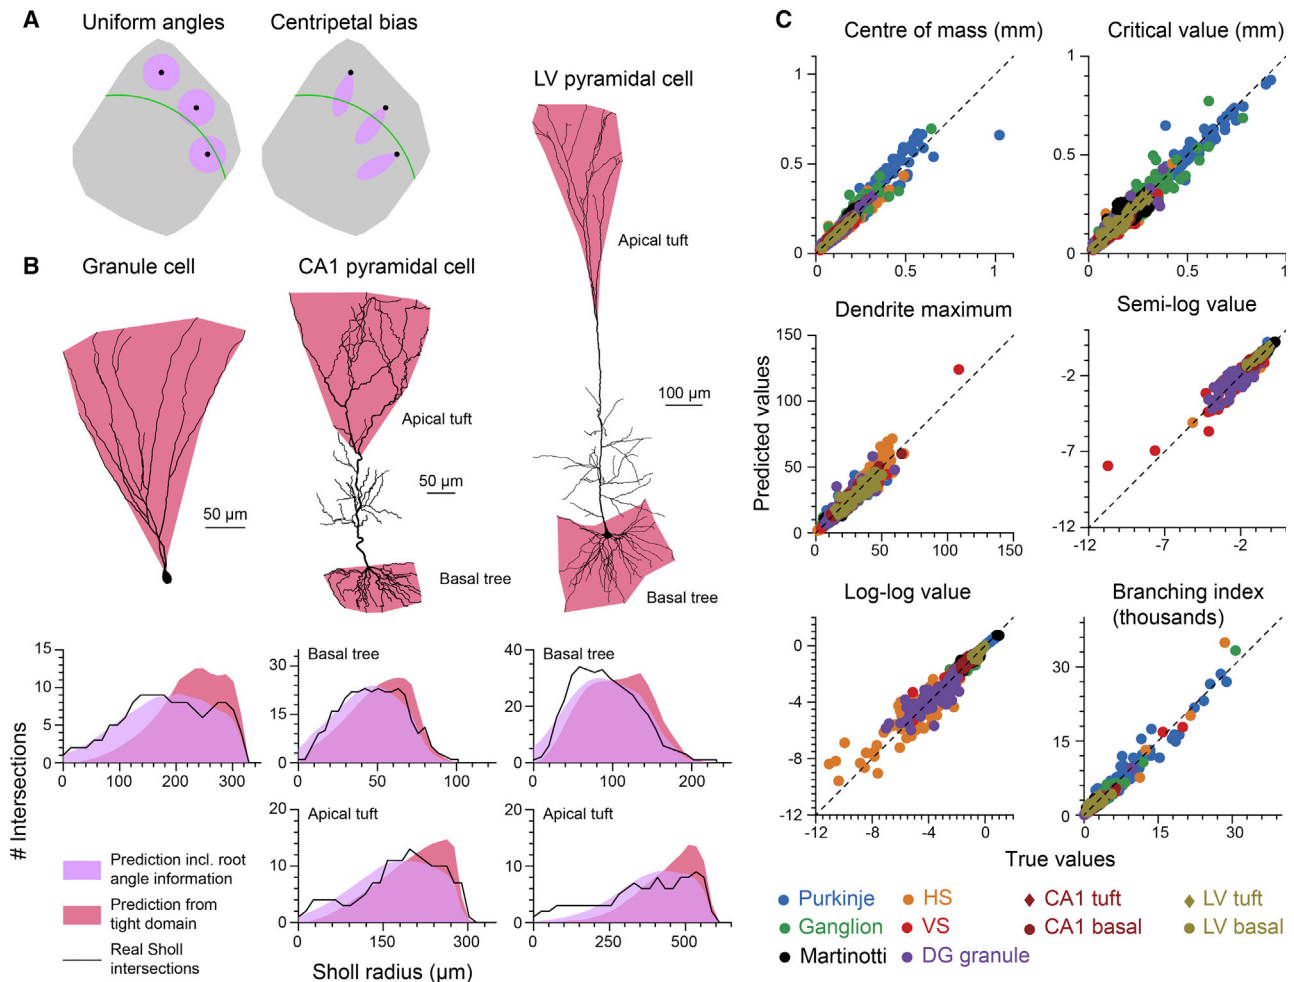 A
Uniform angles
Centripetal bias
LV pyramidal cell
Apical tuft
100 µm
Basal tree
B
Granule cell
50 µm
CA1 pyramidal cell
Apical tuft
50 µm
Basal tree
# Intersections
15
10
5
0
0
100
200
300
Basal tree
30
15
0
0
50
100
Basal tree
40
20
0
0
100
200
Apical tuft
20
10
0
0
150
300
Apical tuft
20
10
0
0
250
500
Sholl radius (µm)
Prediction incl. root
angle information
Prediction from
tight domain
Real Sholl
intersections
C
Centre of mass (mm)
1
0.5
0
0
0.5
1
Critical value (mm)
1
0.5
0
0
0.5
1
Dendrite maximum
150
100
50
0
0
50
100
150
Semi-log value
-2
-7
-12
-12
-7
-2
Predicted values
Log-log value
0
-4
-8
-12
-12
-8
-4
0
Branching index
(thousands)
30
15
0
0
15
30
True values
Purkinje
HS
CA1 tuft
LV tuft
Ganglion
VS
CA1 basal
LV basal
Martinotti
DG granule